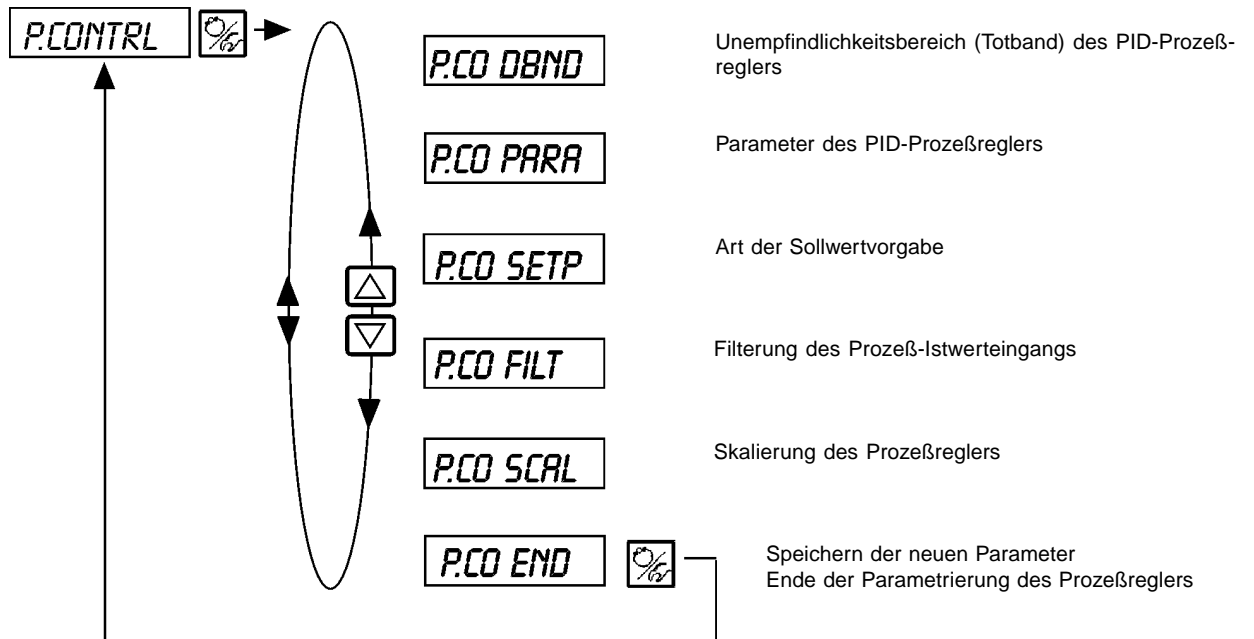 P.CONTRL
P.CO DBND
Unempfindlichkeitsbereich (Totband) des PID-Prozeß-
reglers
P.CO PARA
Parameter des PID-Prozeßreglers
P.CO SETP
Art der Sollwertvorgabe
P.CO FILT
Filterung des Prozeß-Istwerteingangs
P.CO SCAL
Skalierung des Prozeßreglers
P.CO END
Speichern der neuen Parameter
Ende der Parametrierung des Prozeßreglers